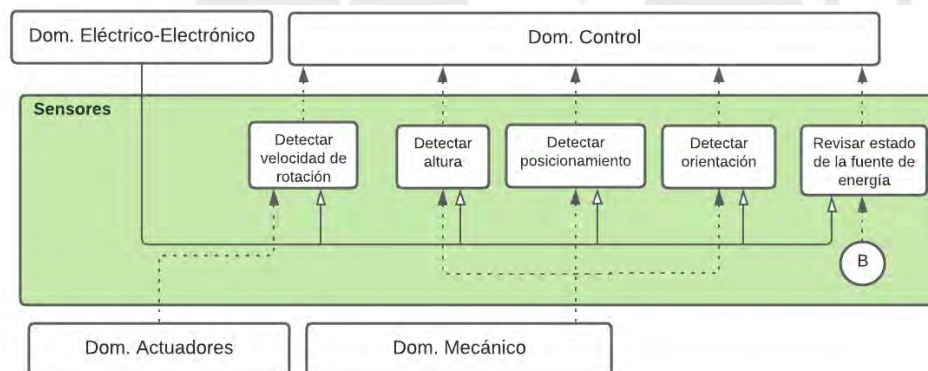 Dom. Eléctrico-Electrónico
Dom. Control
Sensores
Detectar
velocidad de
rotación
Detectar
altura
Detectar
posicionamiento
Detectar
orientación
Revisar estado
de la fuente de
energía
B
Dom. Actuadores
Dom. Mecánico